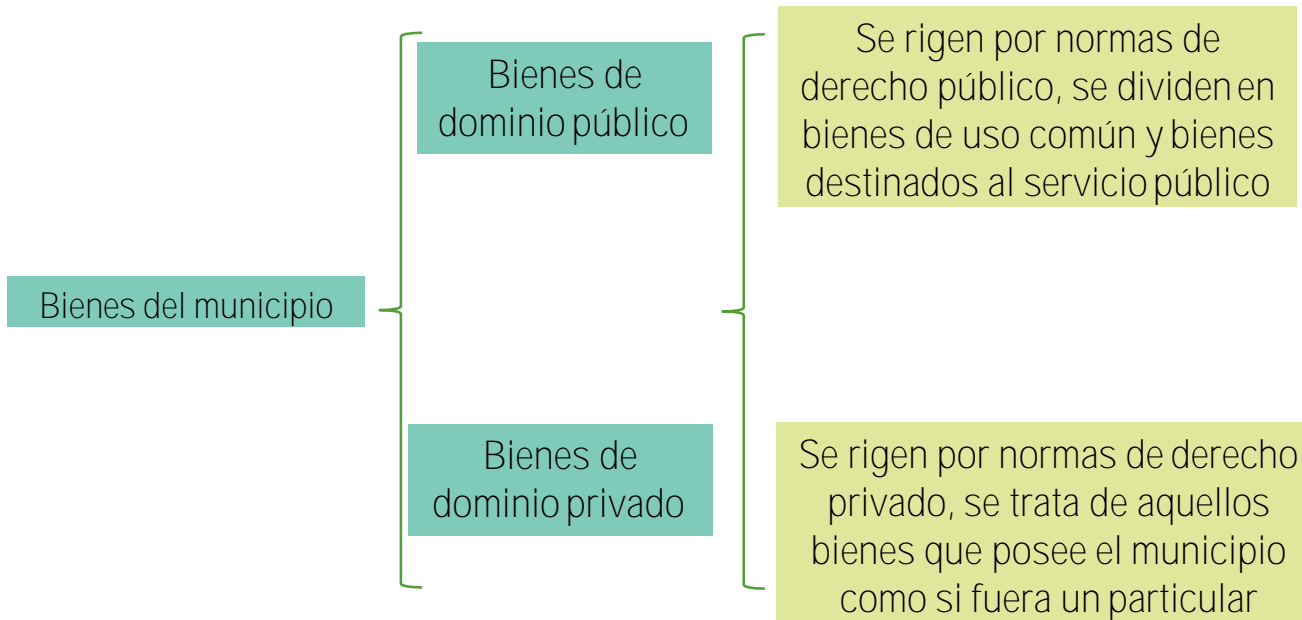 Bienes del municipio
Bienes de
dominio público
Se rigen por normas de
derecho público, se dividen en
bienes de uso común y bienes
destinados al servicio público
Bienes de
dominio privado
Se rigen por normas de derecho
privado, se trata de aquellos
bienes que posee el municipio
como si fuera un particular